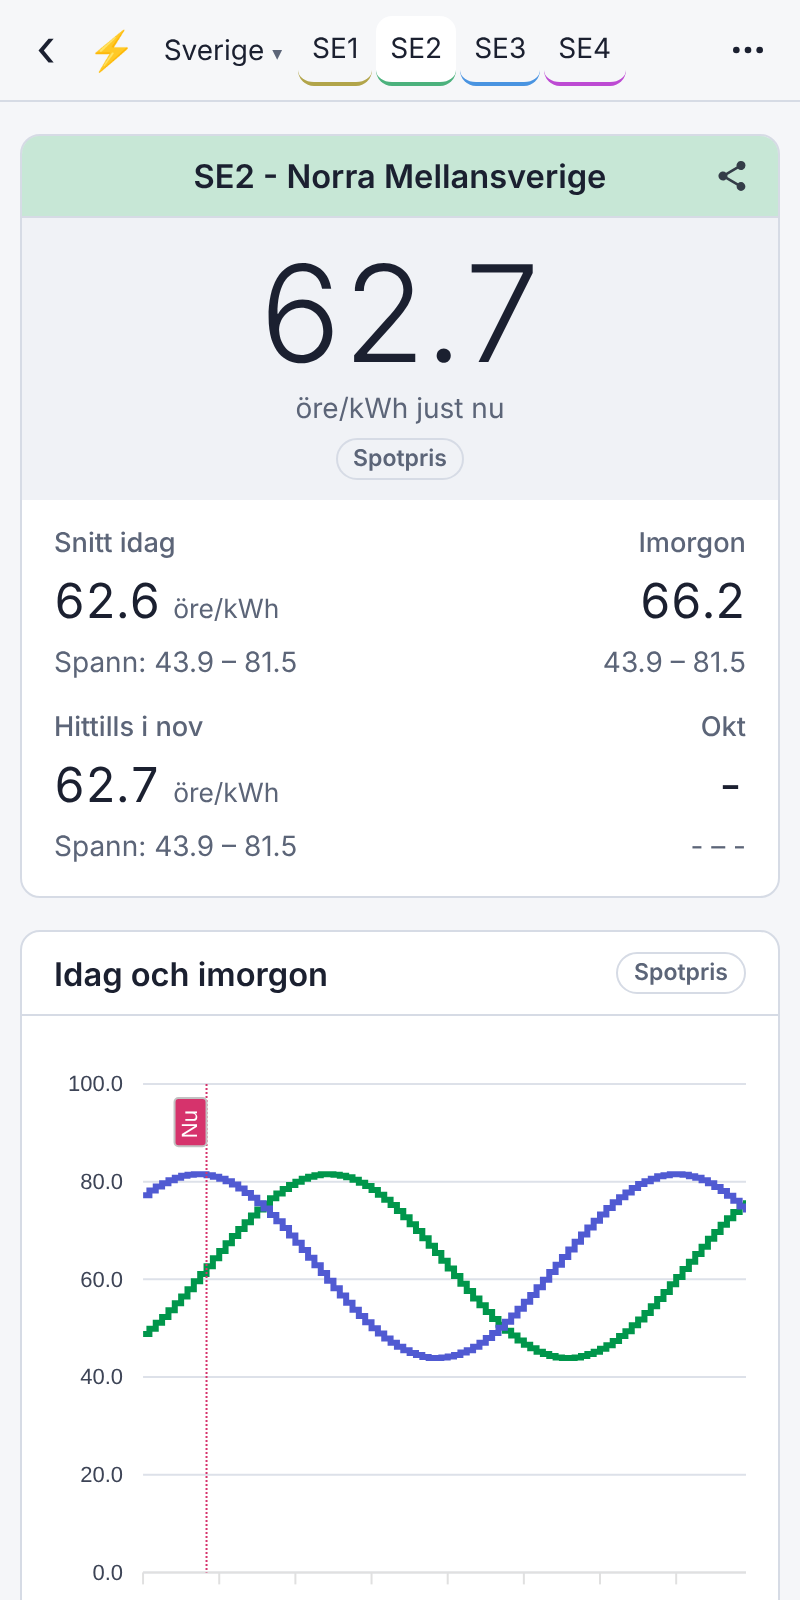 Sverige ▾ SE1 SE2 SE3 SE4
SE2 - Norra Mellansverige
62.7
öre/kWh just nu
Spotpris
Snitt idag Imorgon
62.6 öre/kWh 66.2
Spann: 43.9 – 81.5 43.9 – 81.5
Hittills i nov Okt
62.7 öre/kWh -
Spann: 43.9 – 81.5 - – -
Idag och imorgon Spotpris
100.0
Nu
80.0
60.0
40.0
20.0
0.0